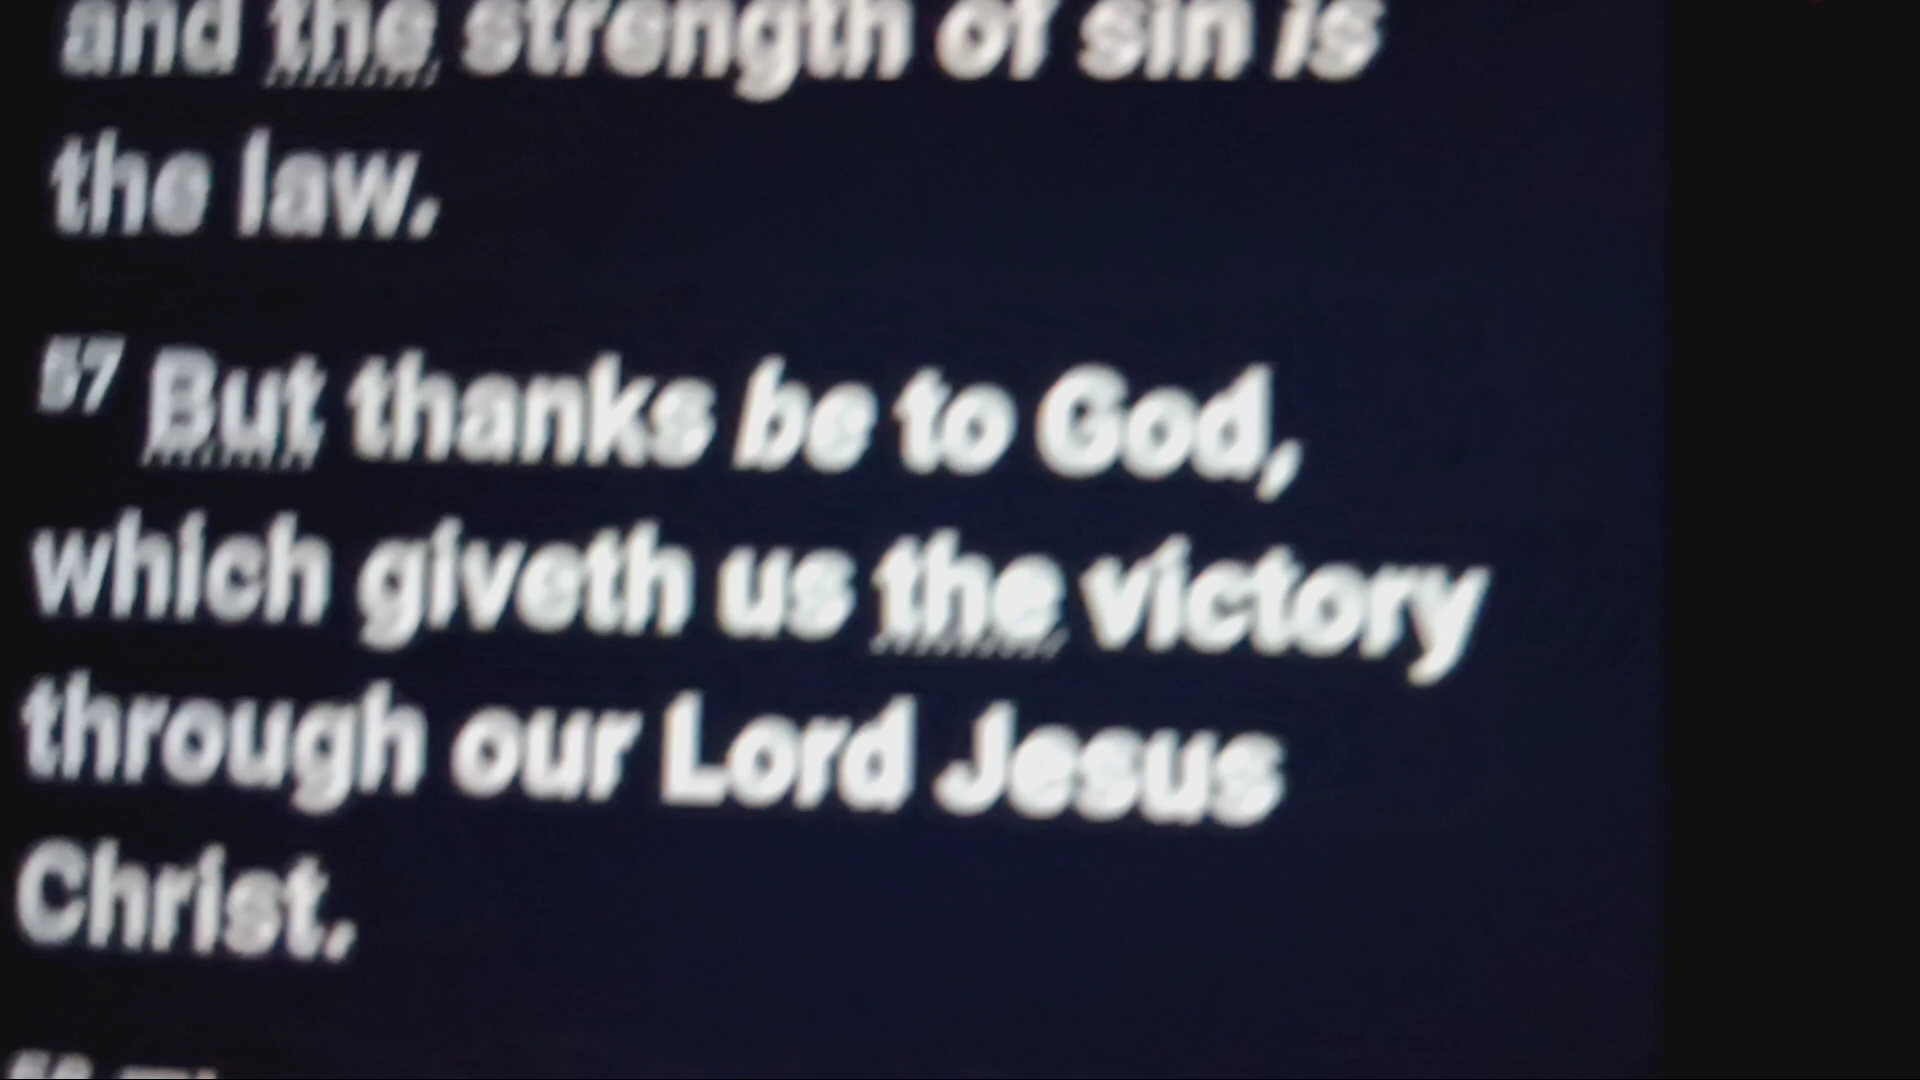 and the strength of sin is
the law.
57 But thanks be to God,
which giveth us the victory
through our Lord Jesus
Christ.
58